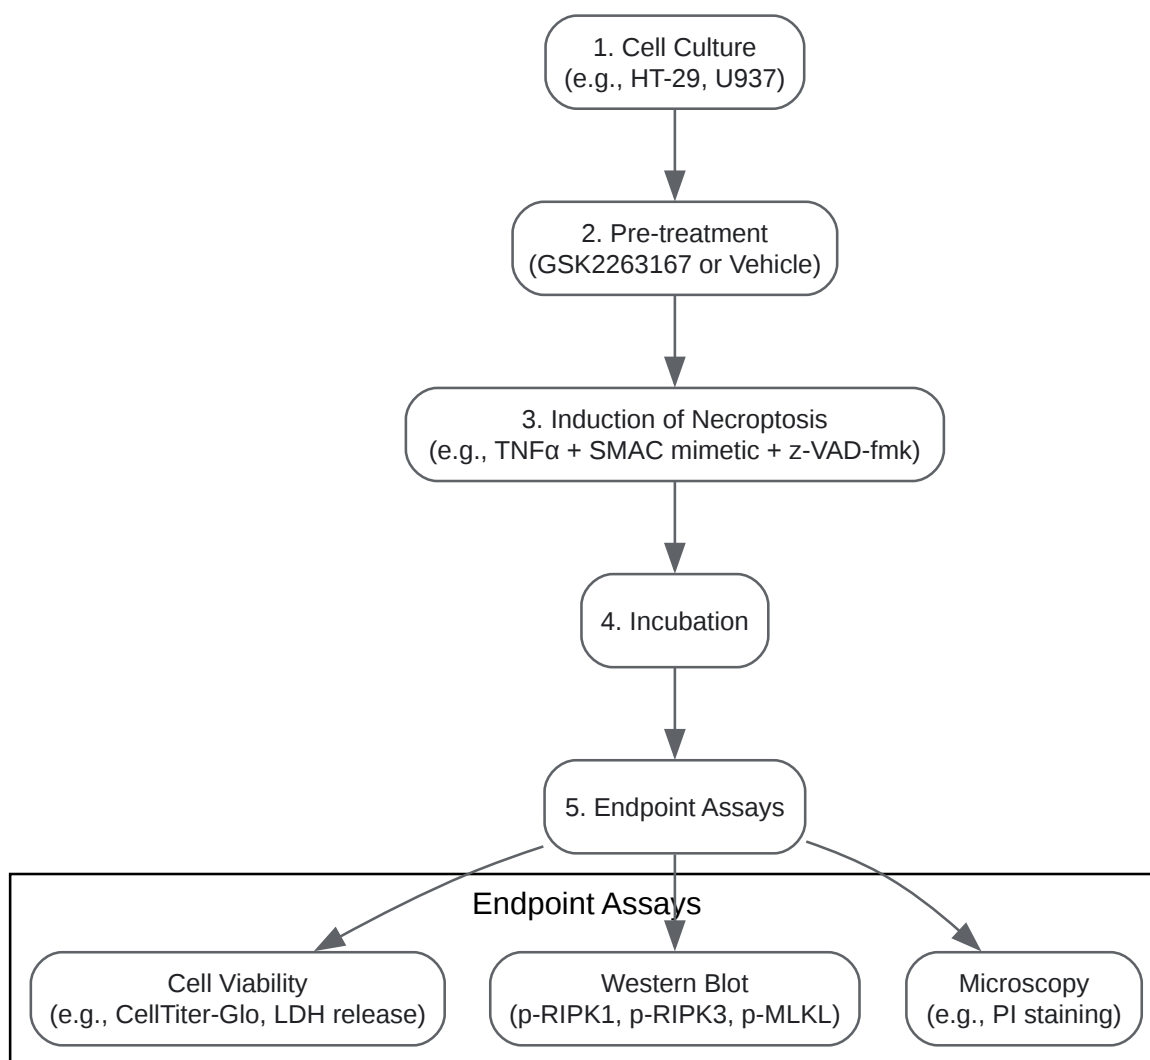 1. Cell Culture
(e.g., HT-29, U937)
2. Pre-treatment
(GSK2263167 or Vehicle)
3. Induction of Necroptosis
(e.g., TNFα + SMAC mimetic + z-VAD-fmk)
4. Incubation
5. Endpoint Assays
Endpoint Assays
Cell Viability
(e.g., CellTiter-Glo, LDH release)
Western Blot
(p-RIPK1, p-RIPK3, p-MLKL)
Microscopy
(e.g., PI staining)